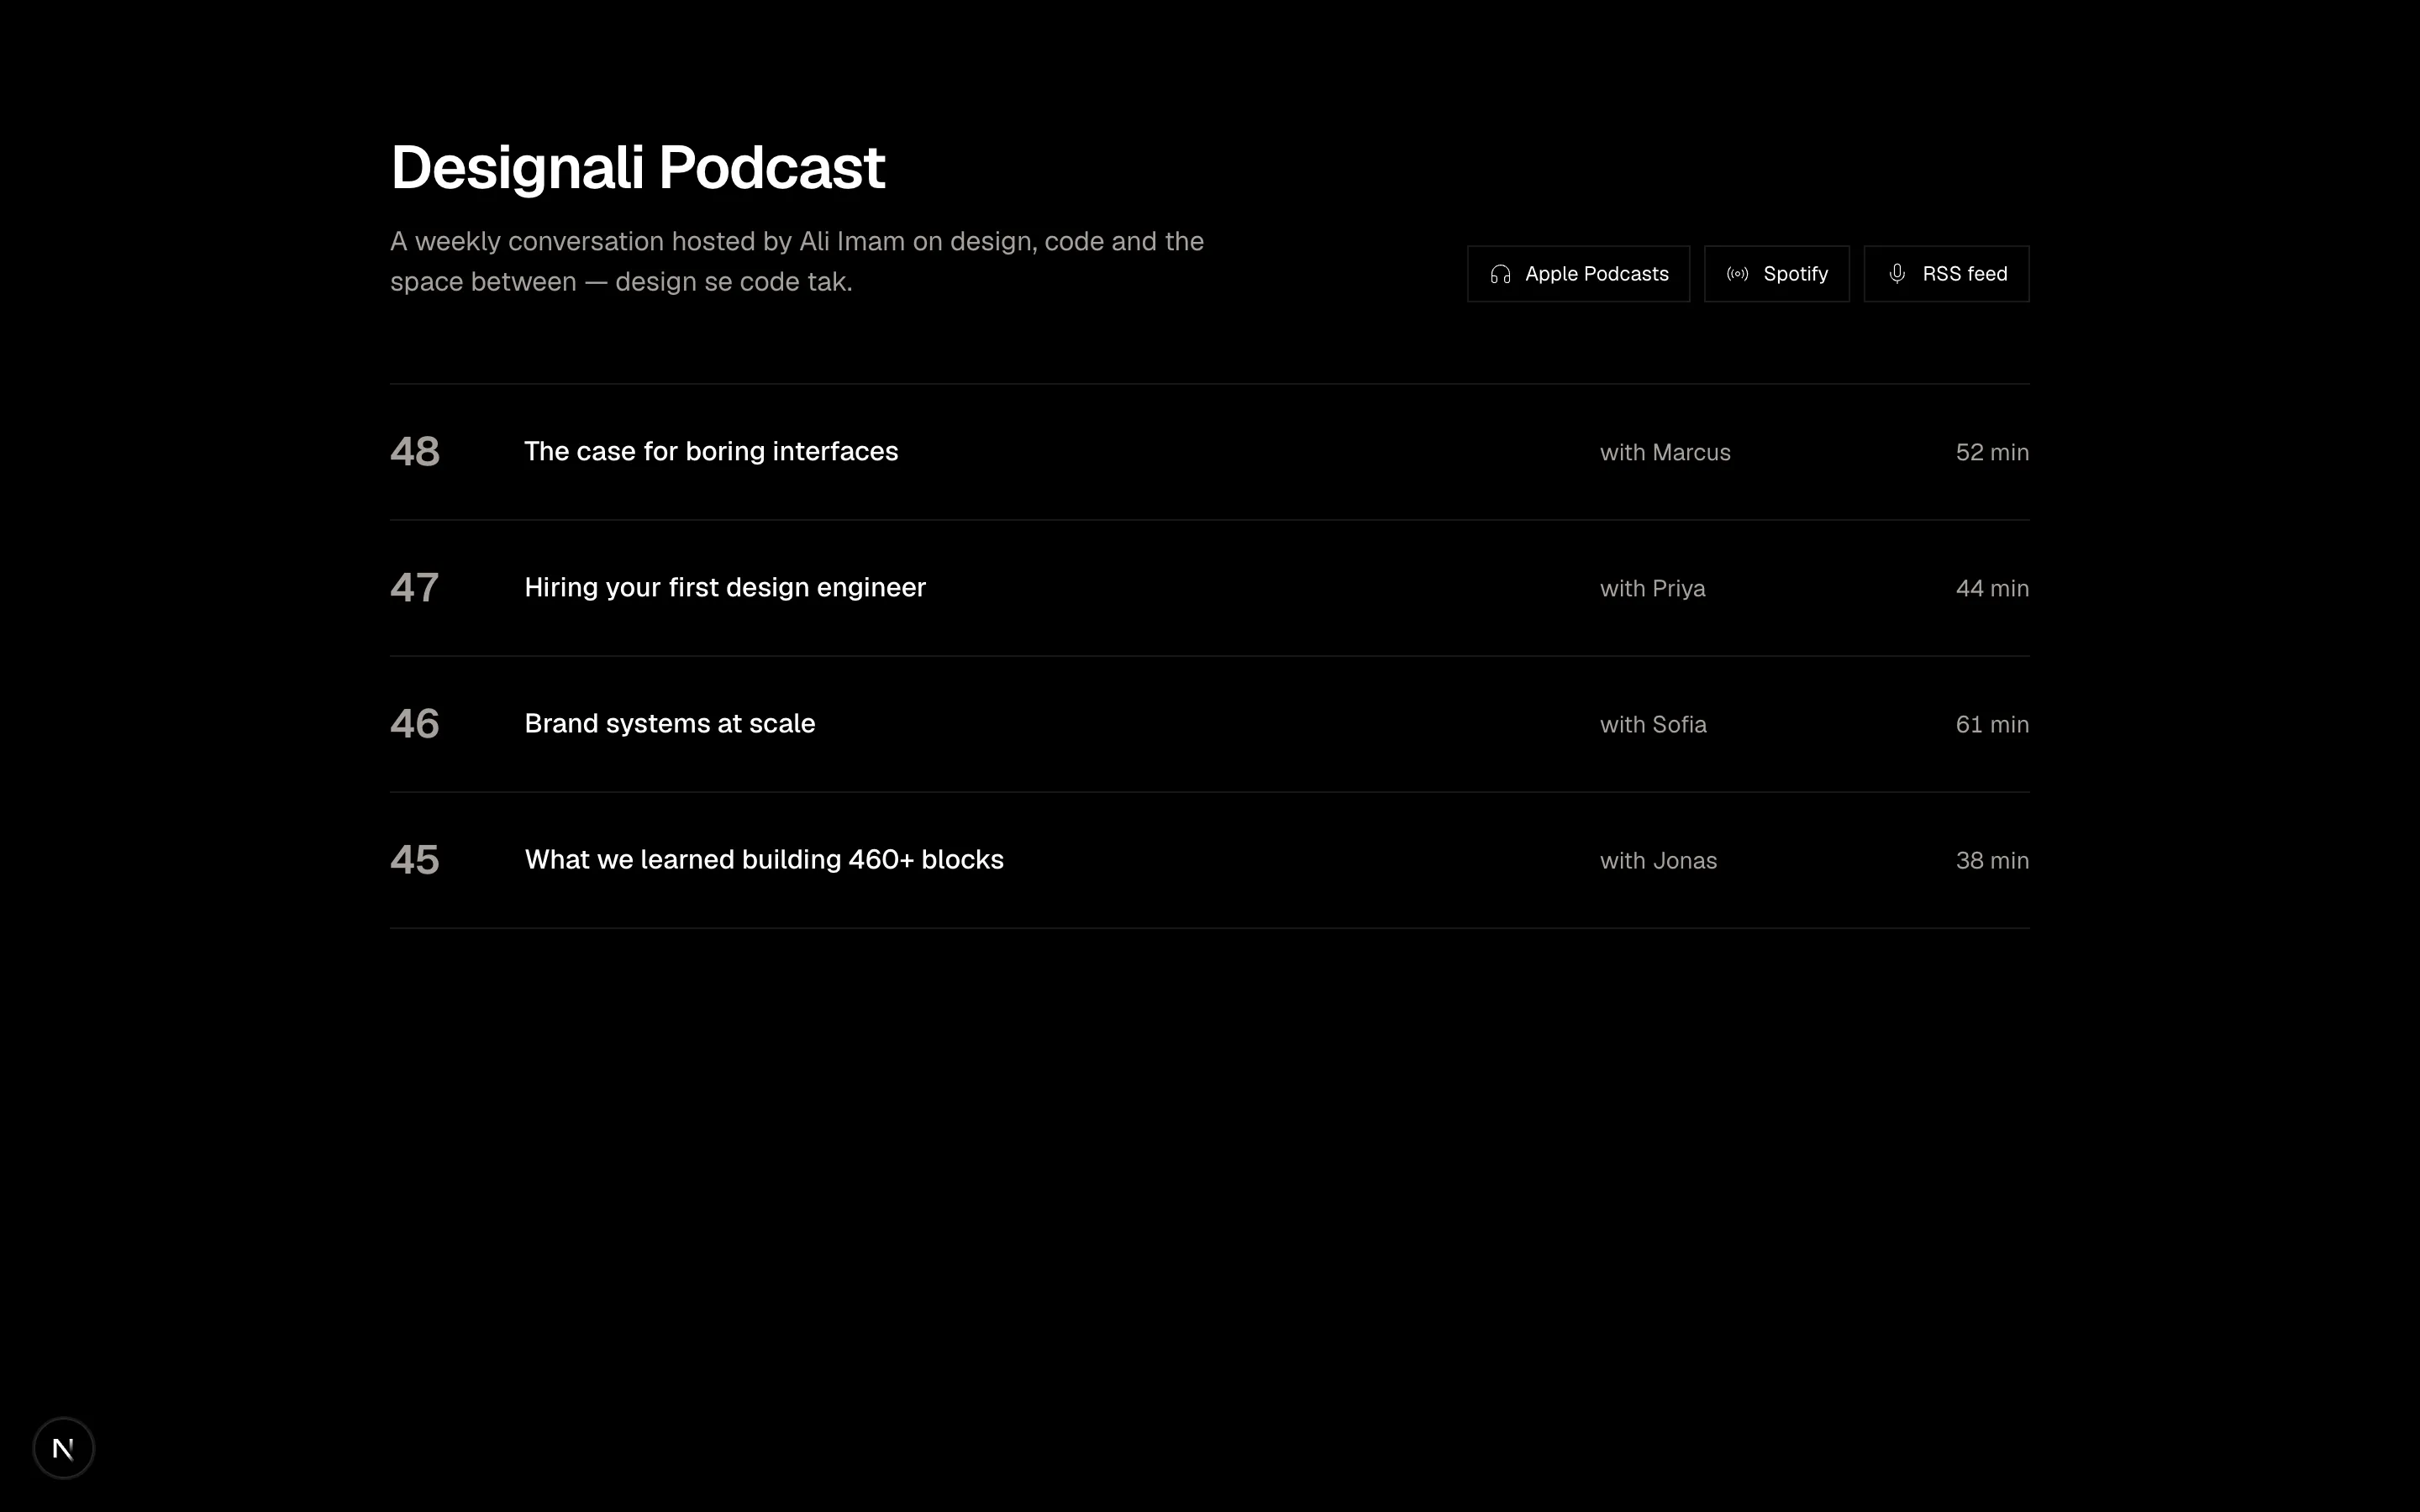 Designali Podcast
A weekly conversation hosted by Ali Imam on design, code and the
space between — design se code tak.
Apple Podcasts
Spotify
RSS feed
48 The case for boring interfaces with Marcus 52 min
47 Hiring your first design engineer with Priya 44 min
46 Brand systems at scale with Sofia 61 min
45 What we learned building 460+ blocks with Jonas 38 min
N